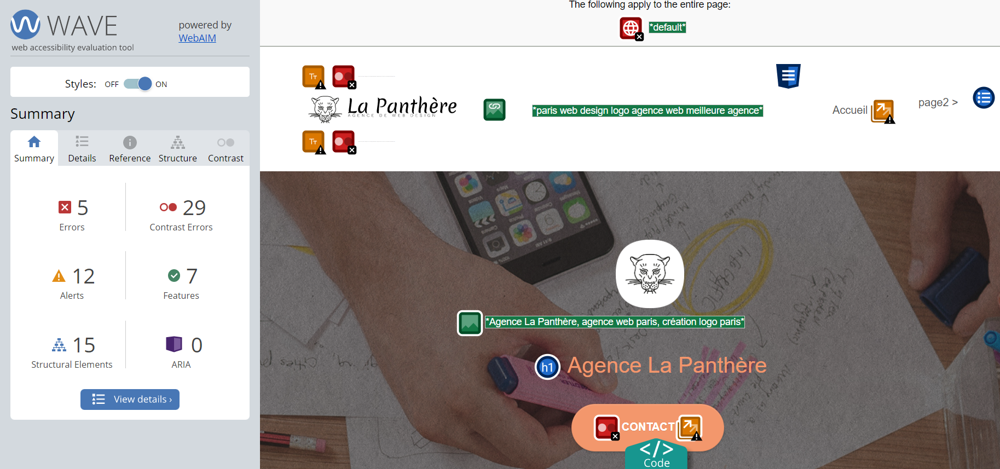 WAVE
web accessibility evaluation tool
powered by
WebAIM
Styles: OFF ON
Summary
Summary Details Reference Structure Contrast
5
Errors
29
Contrast Errors
12
Alerts
7
Features
15
Structural Elements
0
ARIA
View details ›
The following apply to the entire page:
*default*
TT
La Panthère
AGENCE DE WEB DESIGN
*paris web design logo agence web meilleure agence*
Accueil
page2 >
TT
*Agence La Panthère, agence web paris, création logo paris*
h1 Agence La Panthère
CONTACT
</>
Code